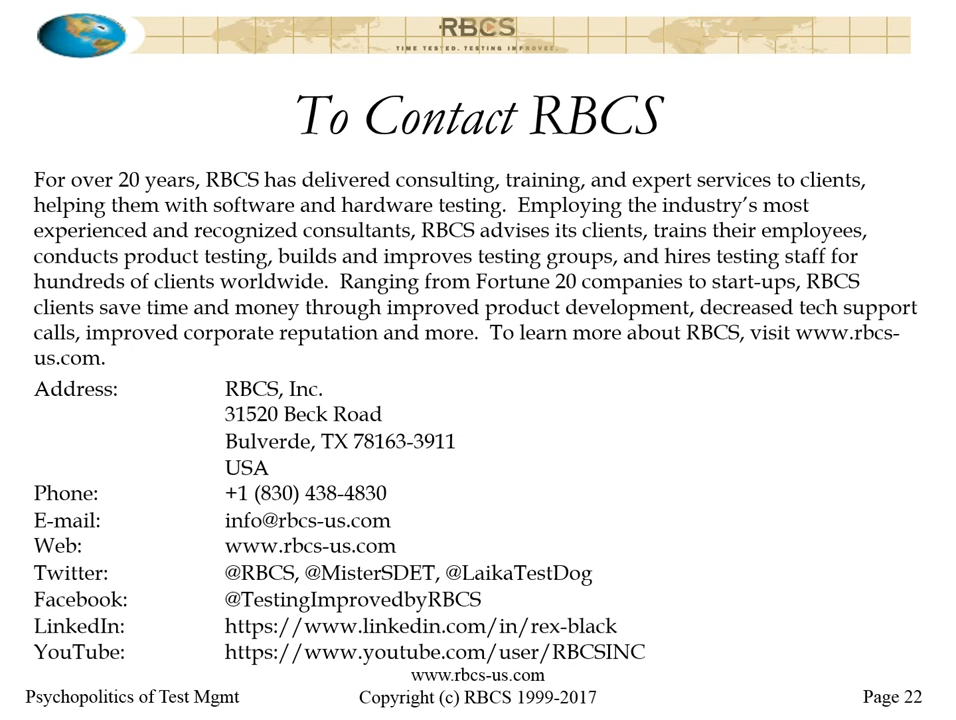 RBCS
TIME TESTED. TESTING IMPROVED.
To Contact RBCS
For over 20 years, RBCS has delivered consulting, training, and expert services to clients,
helping them with software and hardware testing.  Employing the industry’s most
experienced and recognized consultants, RBCS advises its clients, trains their employees,
conducts product testing, builds and improves testing groups, and hires testing staff for
hundreds of clients worldwide.  Ranging from Fortune 20 companies to start-ups, RBCS
clients save time and money through improved product development, decreased tech support
calls, improved corporate reputation and more.  To learn more about RBCS, visit www.rbcs-
us.com.
Address: RBCS, Inc.
31520 Beck Road
Bulverde, TX 78163-3911
USA
Phone: +1 (830) 438-4830
E-mail: info@rbcs-us.com
Web: www.rbcs-us.com
Twitter: @RBCS, @MisterSDET, @LaikaTestDog
Facebook: @TestingImprovedbyRBCS
LinkedIn: https://www.linkedin.com/in/rex-black
YouTube: https://www.youtube.com/user/RBCSINC
www.rbcs-us.com
Psychopolitics of Test Mgmt Copyright (c) RBCS 1999-2017 Page 22